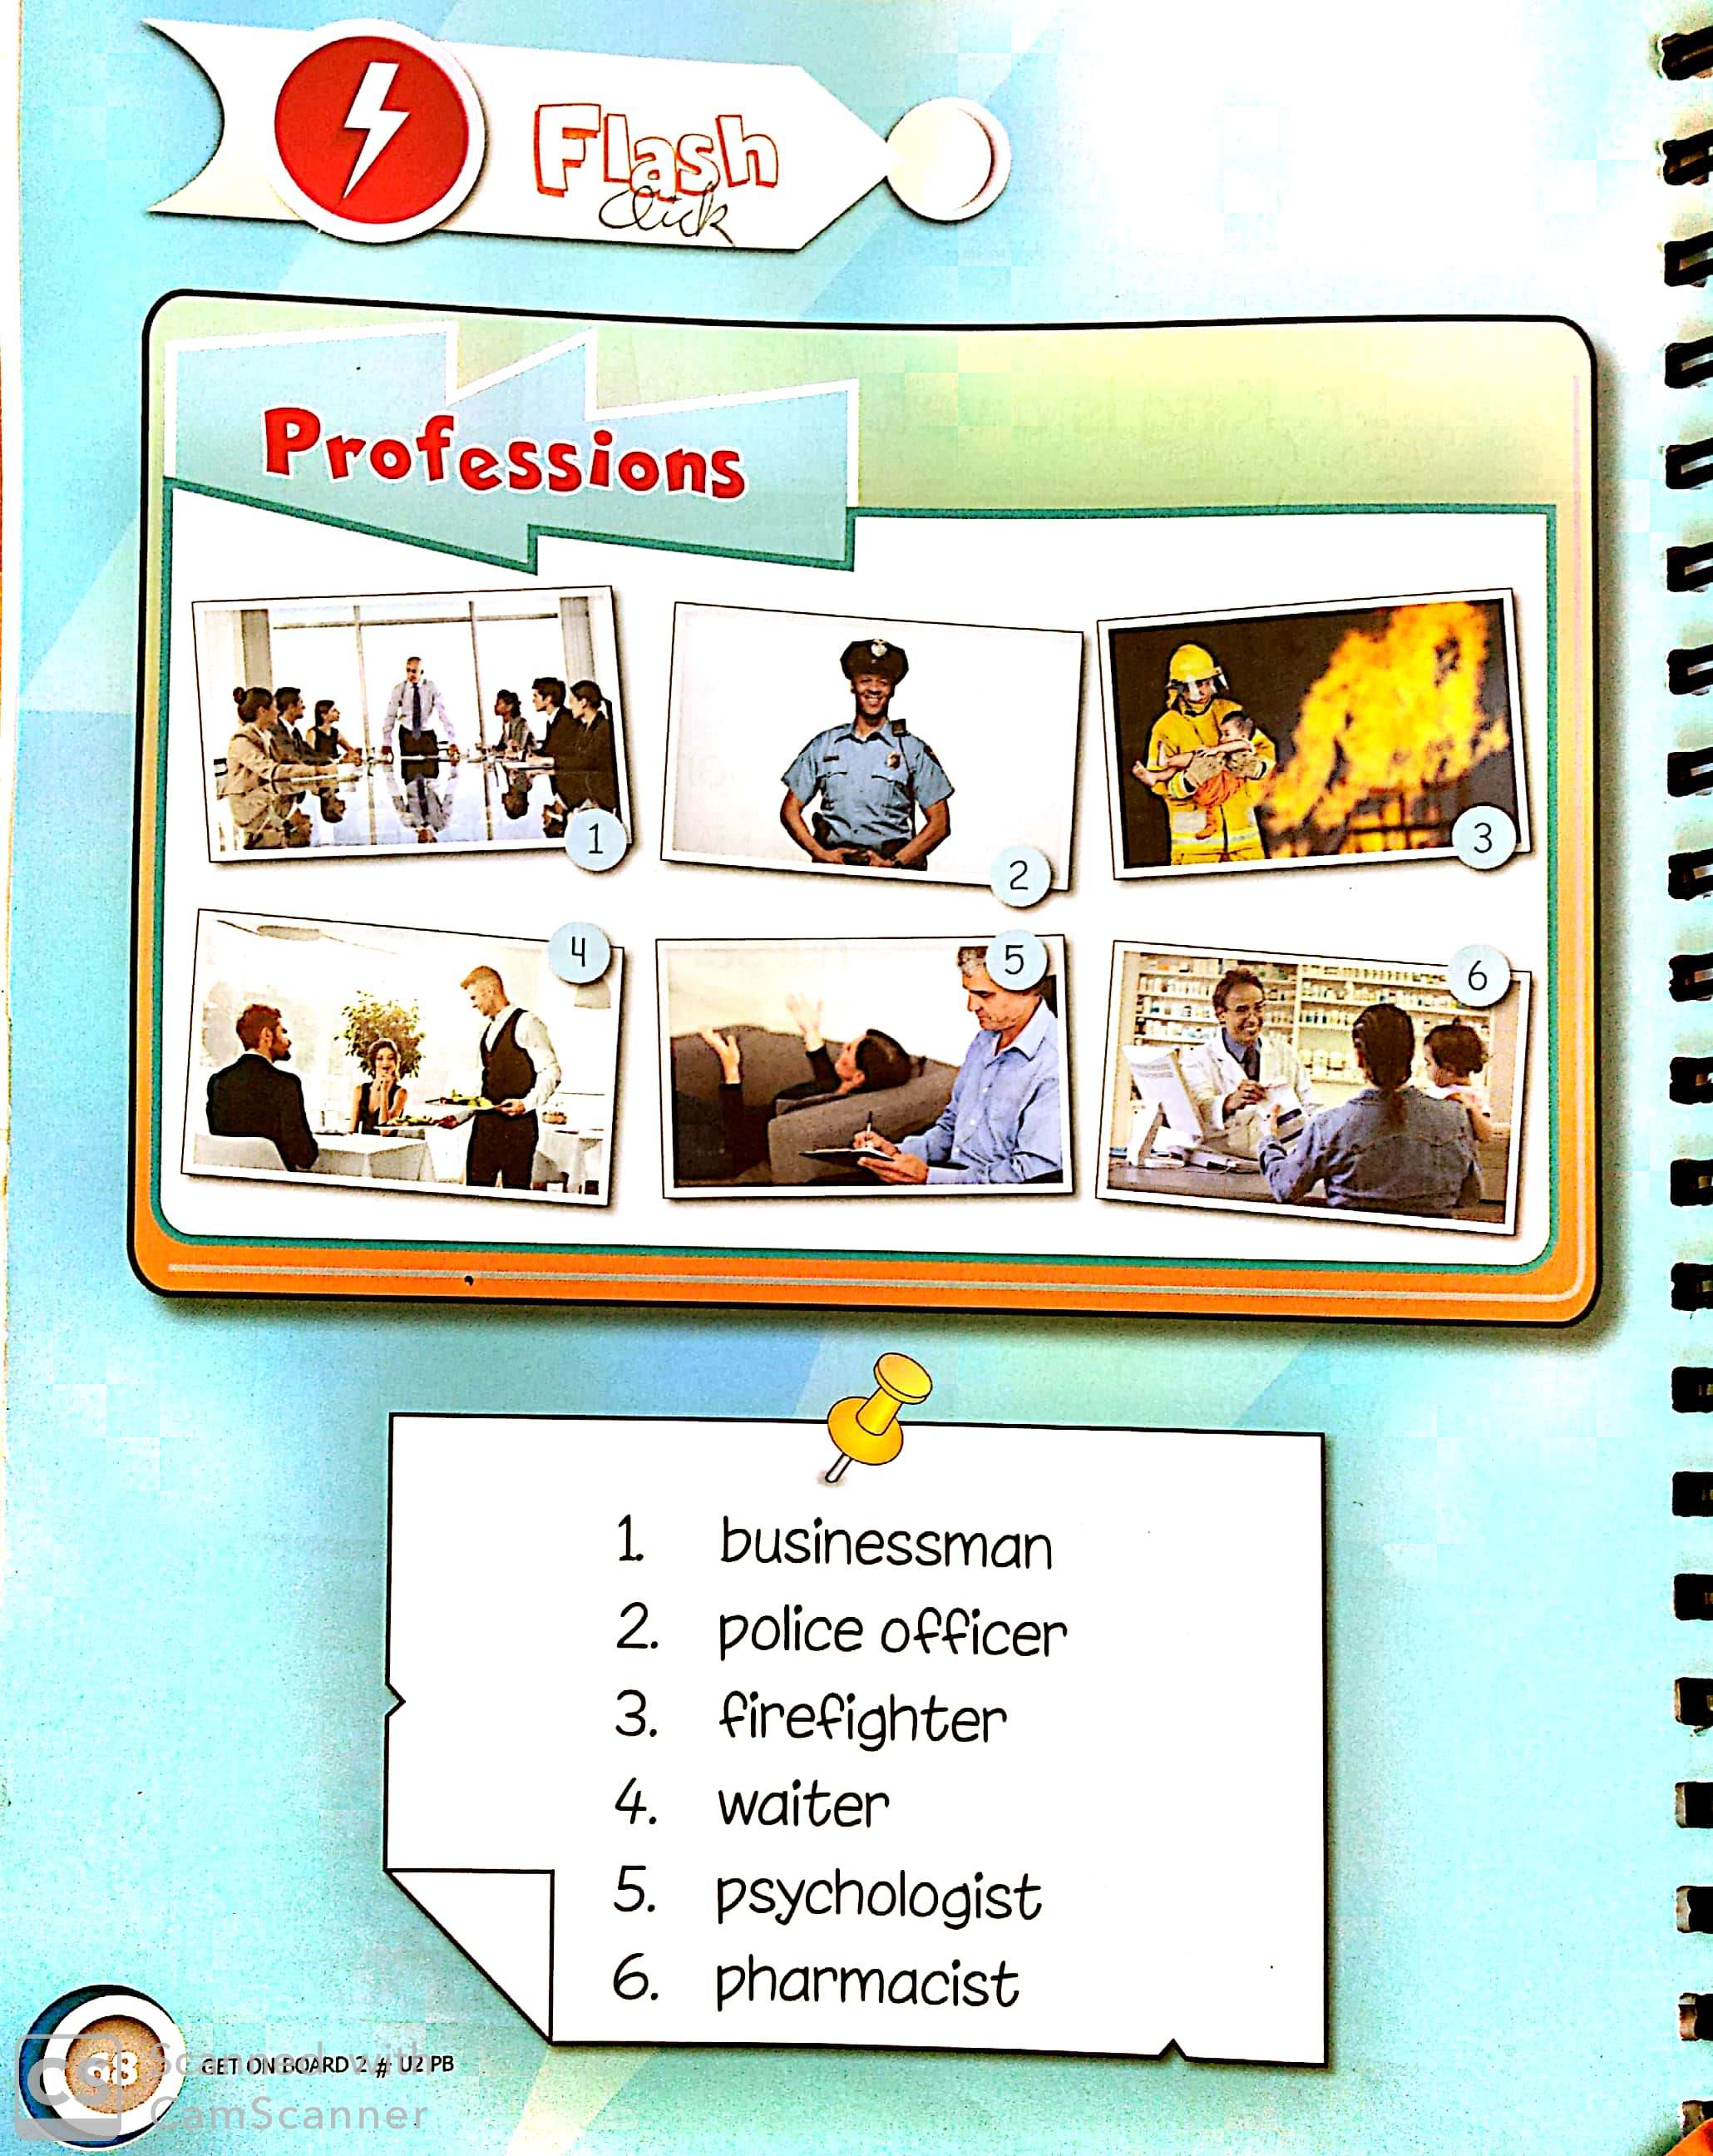 Flash
Click
Professions
1
2
3
4
5
6
1. businessman
2. police officer
3. firefighter
4. waiter
5. psychologist
6. pharmacist
68
GET ON BOARD 2 # U2 PB
CS
Scanned with
CamScanner